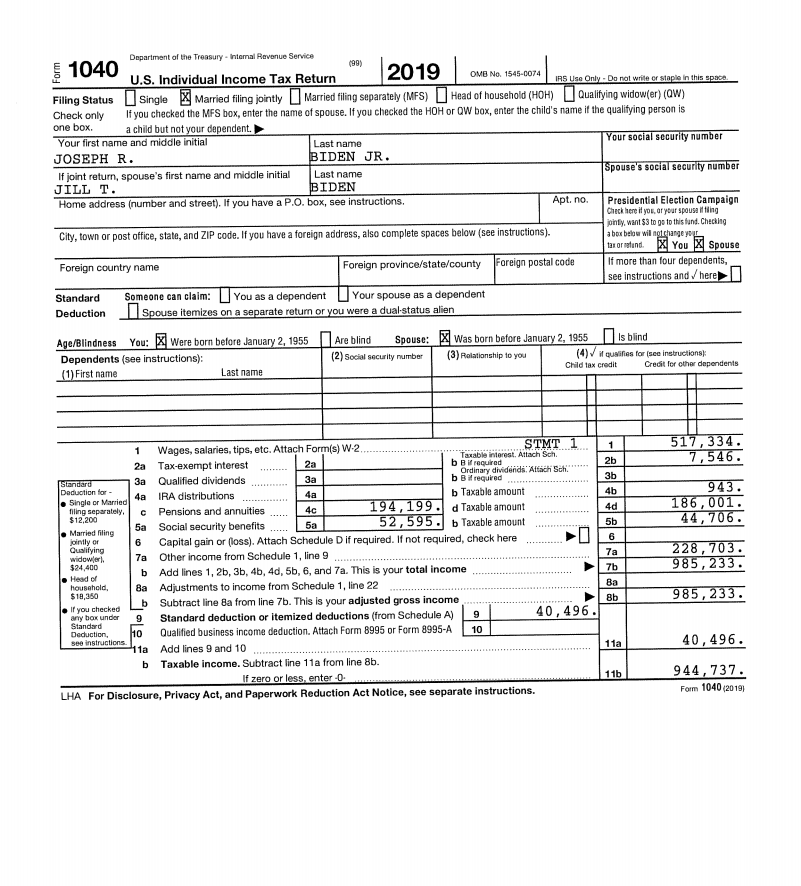 Department of the Treasury - Internal Revenue Service
Form 1040 U.S. Individual Income Tax Return (99) 2019 OMB No. 1545-0074 IRS Use Only - Do not write or staple in this space.
Filing Status Single X Married filing jointly Married filing separately (MFS) Head of household (HOH) Qualifying widow(er) (QW)
Check only one box. If you checked the MFS box, enter the name of spouse. If you checked the HOH or QW box, enter the child's name if the qualifying person is
a child but not your dependent. ▶
Your first name and middle initial Last name Your social security number
JOSEPH R. BIDEN JR.
If joint return, spouse's first name and middle initial Last name Spouse's social security number
JILL T. BIDEN
Home address (number and street). If you have a P.O. box, see instructions. Apt. no.
Presidential Election Campaign
Check here if you, or your spouse if filing
jointly, want $3 to go to this fund. Checking
a box below will not change your
tax or refund. X You X Spouse
City, town or post office, state, and ZIP code. If you have a foreign address, also complete spaces below (see instructions).
Foreign country name Foreign province/state/county Foreign postal code
If more than four dependents,
see instructions and √ here▶
Standard Deduction Someone can claim: You as a dependent Your spouse as a dependent
Spouse itemizes on a separate return or you were a dual-status alien
Age/Blindness You: X Were born before January 2, 1955 Are blind Spouse: X Was born before January 2, 1955 Is blind
Dependents (see instructions): (2) Social security number (3) Relationship to you (4) √ if qualifies for (see instructions):
(1) First name Last name Child tax credit Credit for other dependents
1 Wages, salaries, tips, etc. Attach Form(s) W-2 STMT 1 1 517,334.
2a Tax-exempt interest 2a b Taxable interest. Attach Sch. B if required 2b 7,546.
3a Qualified dividends 3a b Ordinary dividends. Attach Sch. B if required 3b
4a IRA distributions 4a b Taxable amount 4b 943.
c Pensions and annuities 4c 194,199. d Taxable amount 4d 186,001.
5a Social security benefits 5a 52,595. b Taxable amount 5b 44,706.
6 Capital gain or (loss). Attach Schedule D if required. If not required, check here ▶ 6
7a Other income from Schedule 1, line 9 7a 228,703.
b Add lines 1, 2b, 3b, 4b, 4d, 5b, 6, and 7a. This is your total income ▶ 7b 985,233.
8a Adjustments to income from Schedule 1, line 22 8a
b Subtract line 8a from line 7b. This is your adjusted gross income ▶ 8b 985,233.
9 Standard deduction or itemized deductions (from Schedule A) 9 40,496.
10 Qualified business income deduction. Attach Form 8995 or Form 8995-A 10
11a Add lines 9 and 10 11a 40,496.
b Taxable income. Subtract line 11a from line 8b.
If zero or less, enter -0- 11b 944,737.
Standard
Deduction for -
● Single or Married
filing separately,
$12,200
● Married
filing
jointly or
Qualifying
widow(er),
$24,400
● Head of
household,
$18,350
● If you checked
any box under
Standard
Deduction,
see instructions.
LHA For Disclosure, Privacy Act, and Paperwork Reduction Act Notice, see separate instructions. Form 1040 (2019)